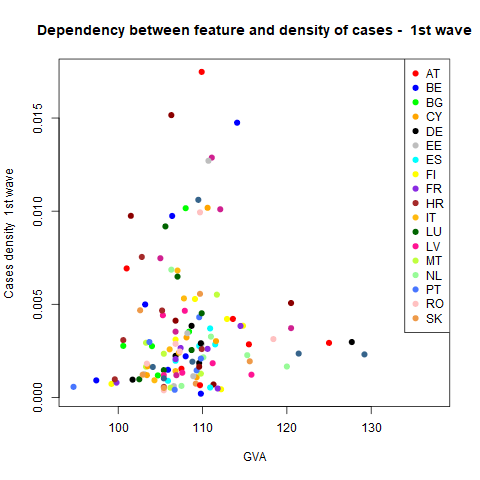 Dependency between feature and density of cases - 1st wave
Cases density 1st wave
0.015
0.010
0.005
0.000
100
110
120
130
GVA
AT
BE
BG
CY
DE
EE
ES
FI
FR
HR
IT
LU
LV
MT
NL
PT
RO
SK